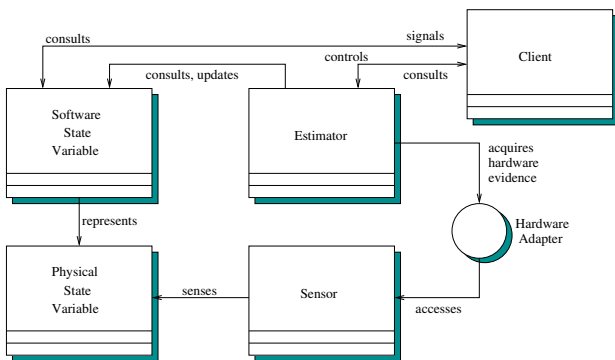 consults
signals
Client
controls
consults, updates
consults
Software
State
Variable
Estimator
acquires
hardware
evidence
represents
Hardware
Adapter
Physical
State
Variable
senses
Sensor
accesses